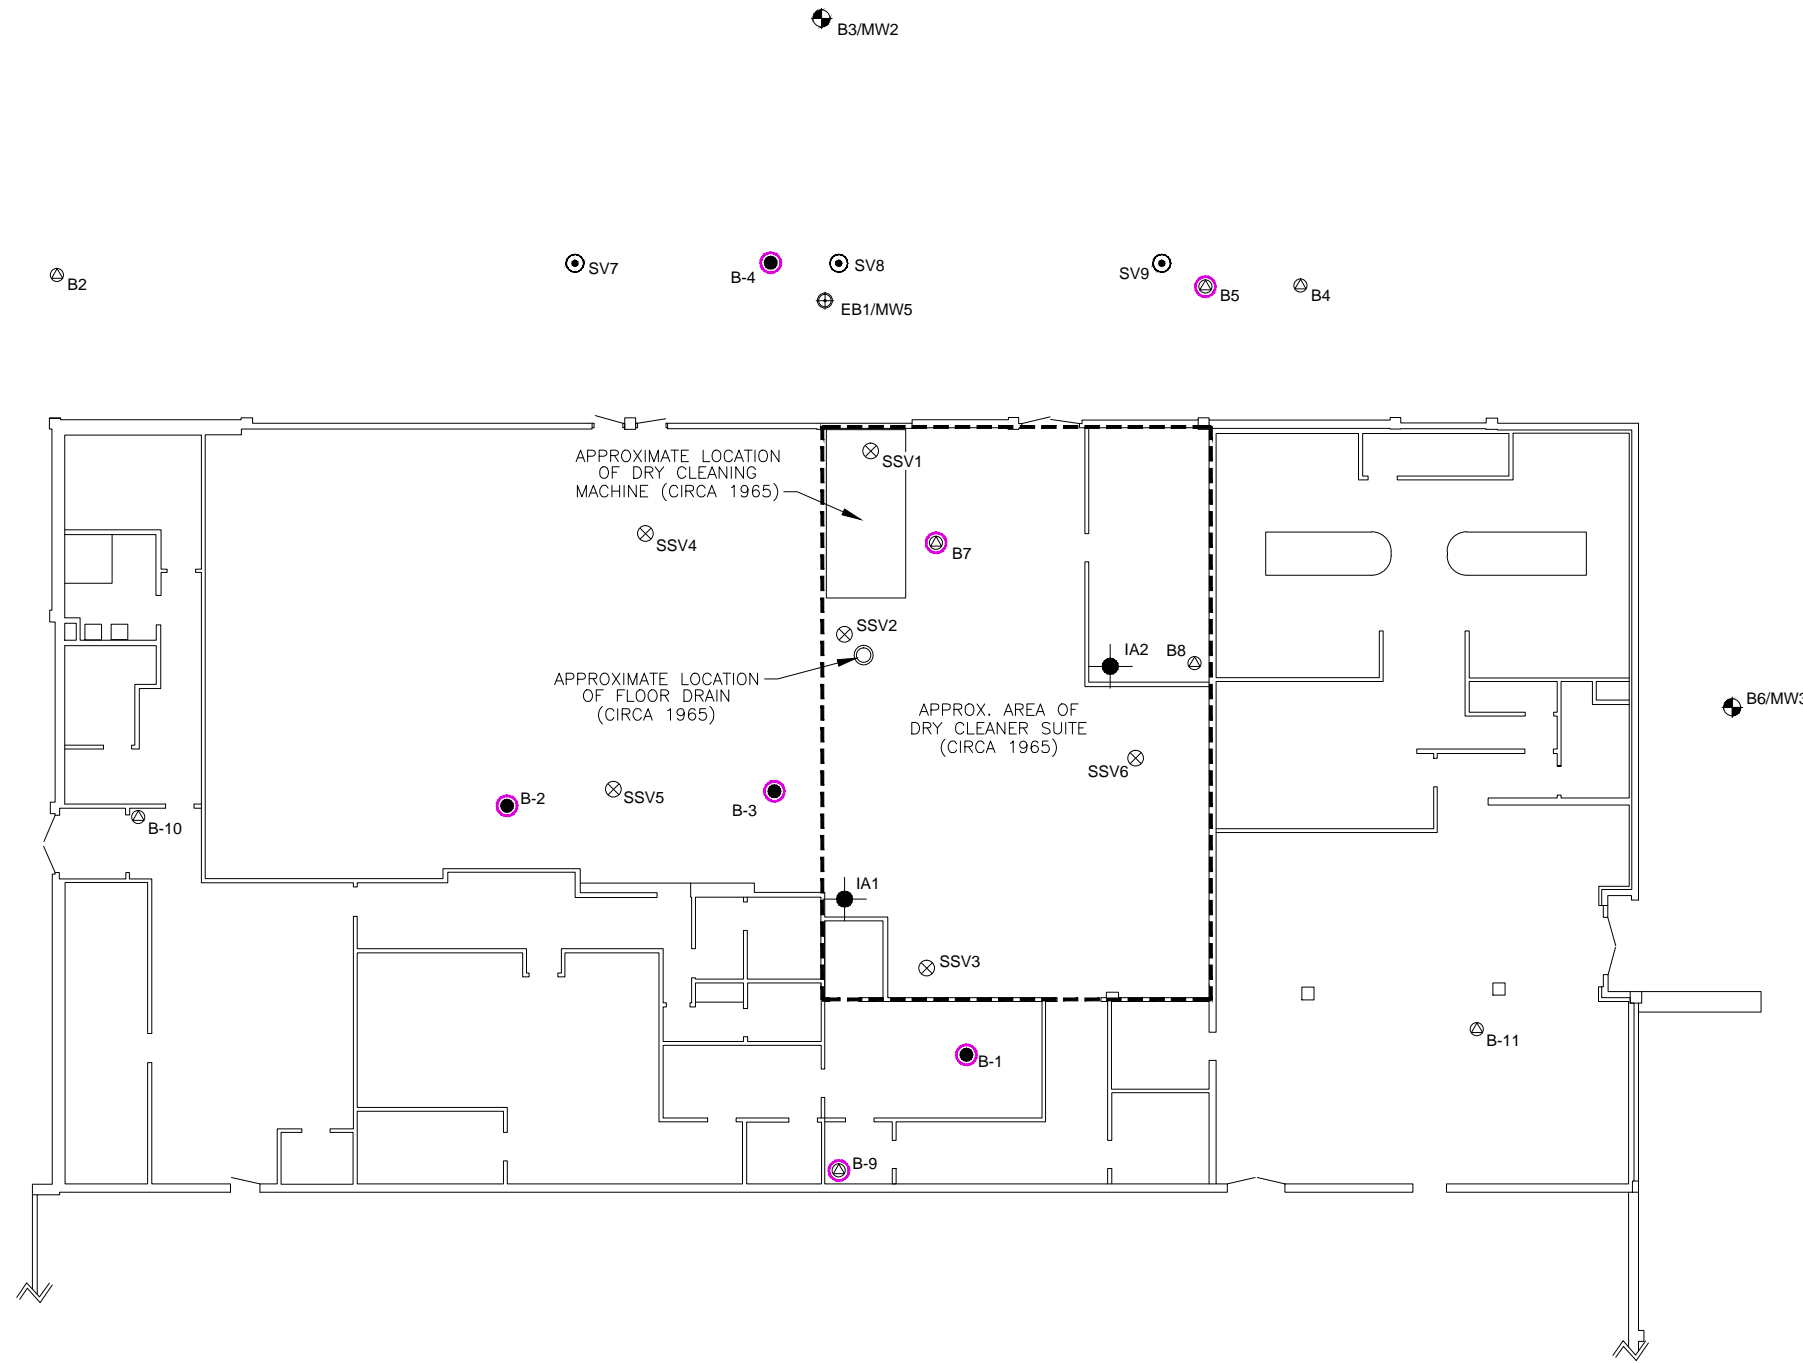 B3/MW2
SV7
B-4
SV8
SV9
B2
B5
B4
EB1/MW5
APPROXIMATE LOCATION
OF DRY CLEANING
MACHINE (CIRCA 1965)
SSV1
SSV4
B7
SSV2
IA2
B8
APPROXIMATE LOCATION
OF FLOOR DRAIN
(CIRCA 1965)
B6/MW3
APPROX. AREA OF
DRY CLEANER SUITE
(CIRCA 1965)
SSV6
B-2
SSV5
B-3
B-10
IA1
SSV3
B-11
B-1
B-9